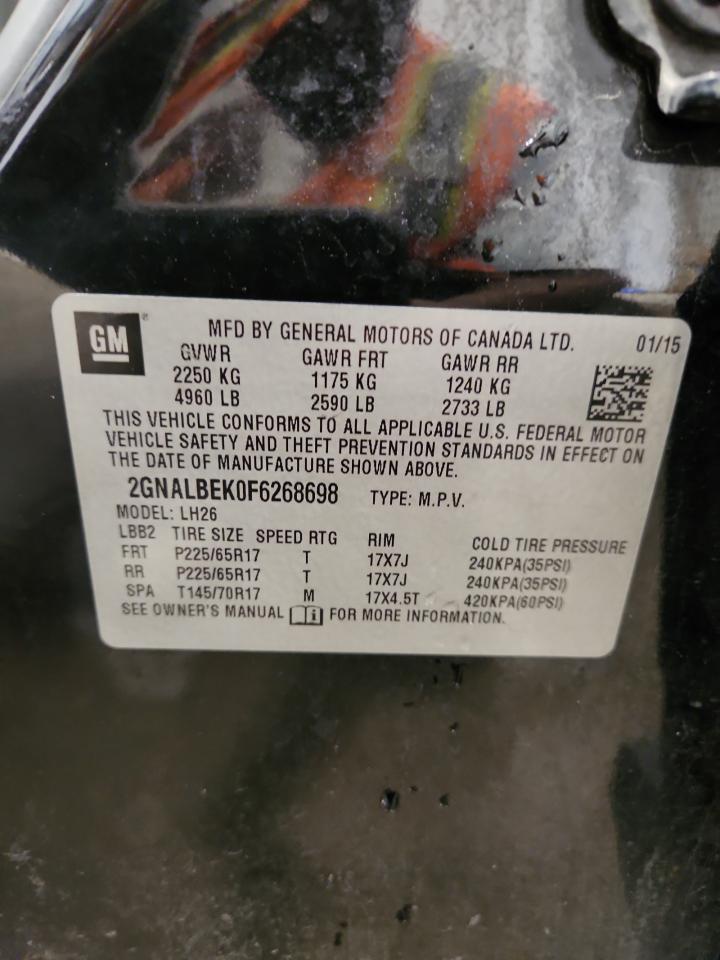 GM
MFD BY GENERAL MOTORS OF CANADA LTD. 01/15
GVWR GAWR FRT GAWR RR
2250 KG 1175 KG 1240 KG
4960 LB 2590 LB 2733 LB
THIS VEHICLE CONFORMS TO ALL APPLICABLE U.S. FEDERAL MOTOR
VEHICLE SAFETY AND THEFT PREVENTION STANDARDS IN EFFECT ON
THE DATE OF MANUFACTURE SHOWN ABOVE.
2GNALBEK0F6268698 TYPE: M.P.V.
MODEL: LH26
LBB2 TIRE SIZE SPEED RTG RIM COLD TIRE PRESSURE
FRT P225/65R17 T 17X7J 240KPA(35PSI)
RR P225/65R17 T 17X7J 240KPA(35PSI)
SPA T145/70R17 M 17X4.5T 420KPA(60PSI)
SEE OWNER'S MANUAL i FOR MORE INFORMATION.